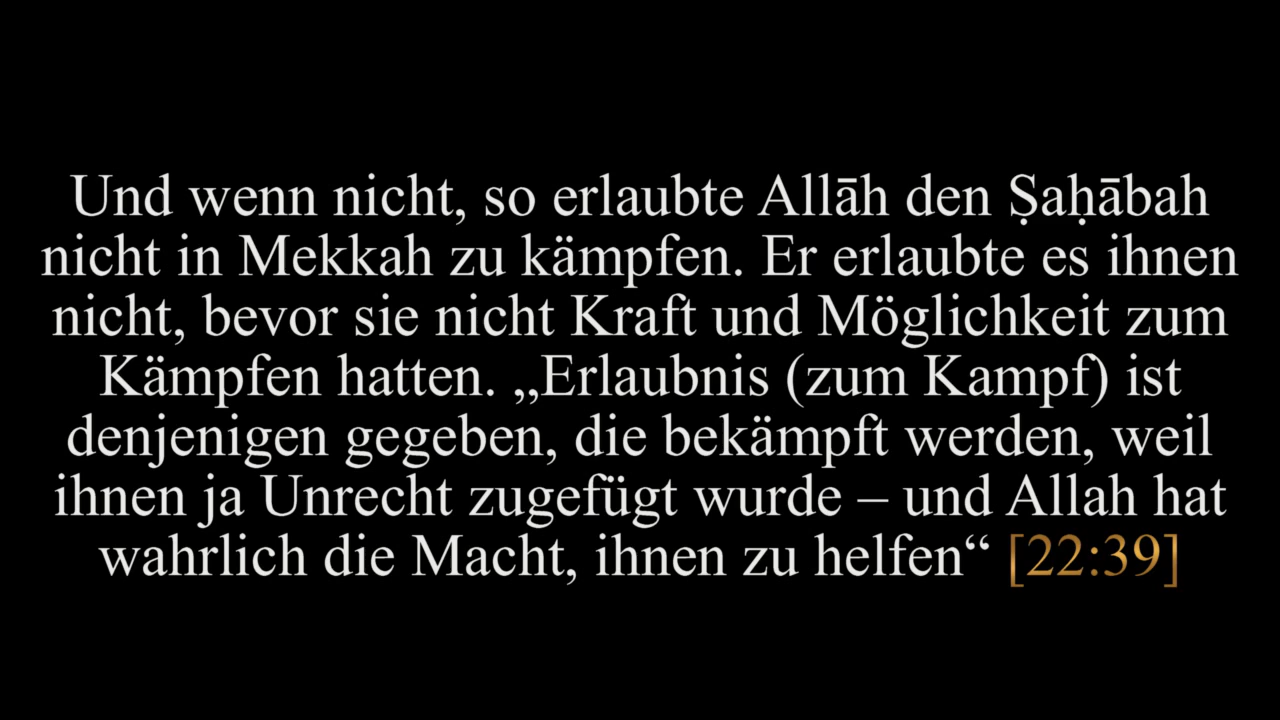 Und wenn nicht, so erlaubte Allāh den Ṣaḥābah
nicht in Mekkah zu kämpfen. Er erlaubte es ihnen
nicht, bevor sie nicht Kraft und Möglichkeit zum
Kämpfen hatten. „Erlaubnis (zum Kampf) ist
denjenigen gegeben, die bekämpft werden, weil
ihnen ja Unrecht zugefügt wurde – und Allah hat
wahrlich die Macht, ihnen zu helfen“ [22:39]